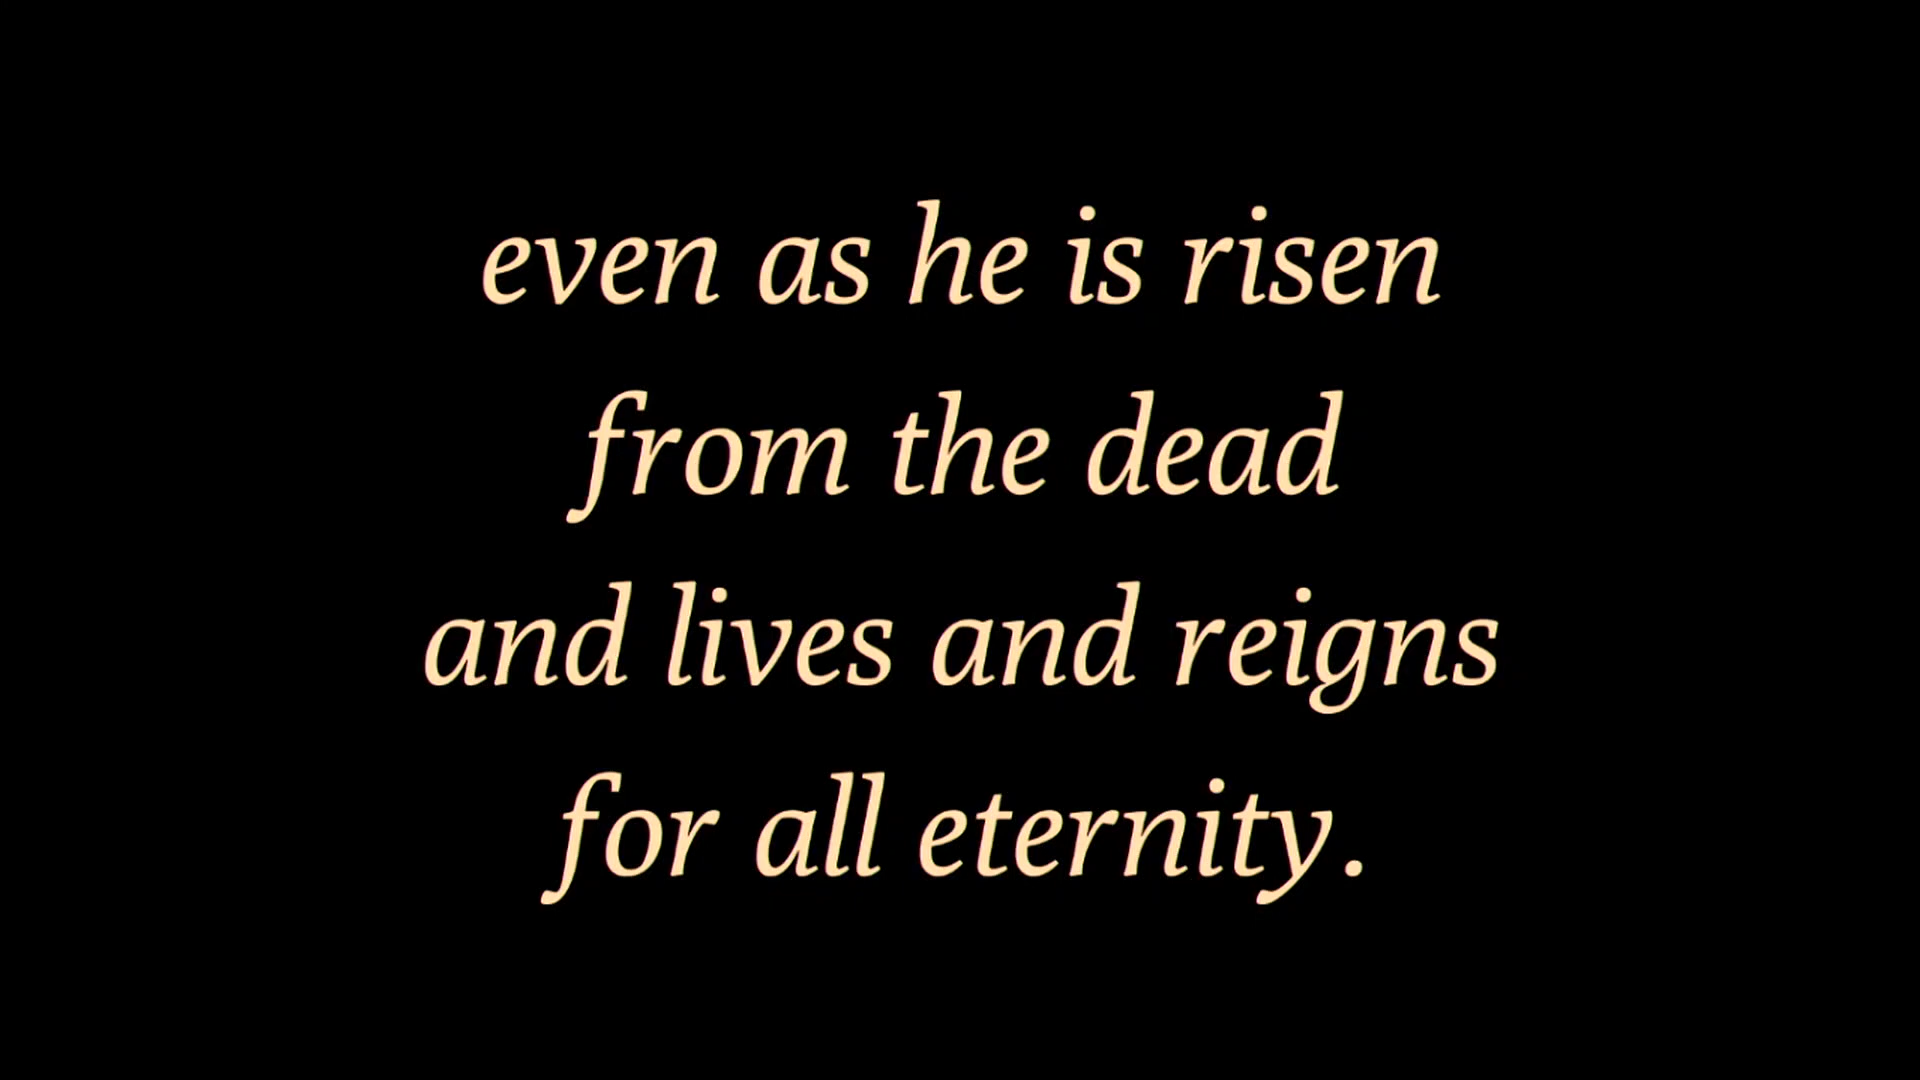 even as he is risen
from the dead
and lives and reigns
for all eternity.